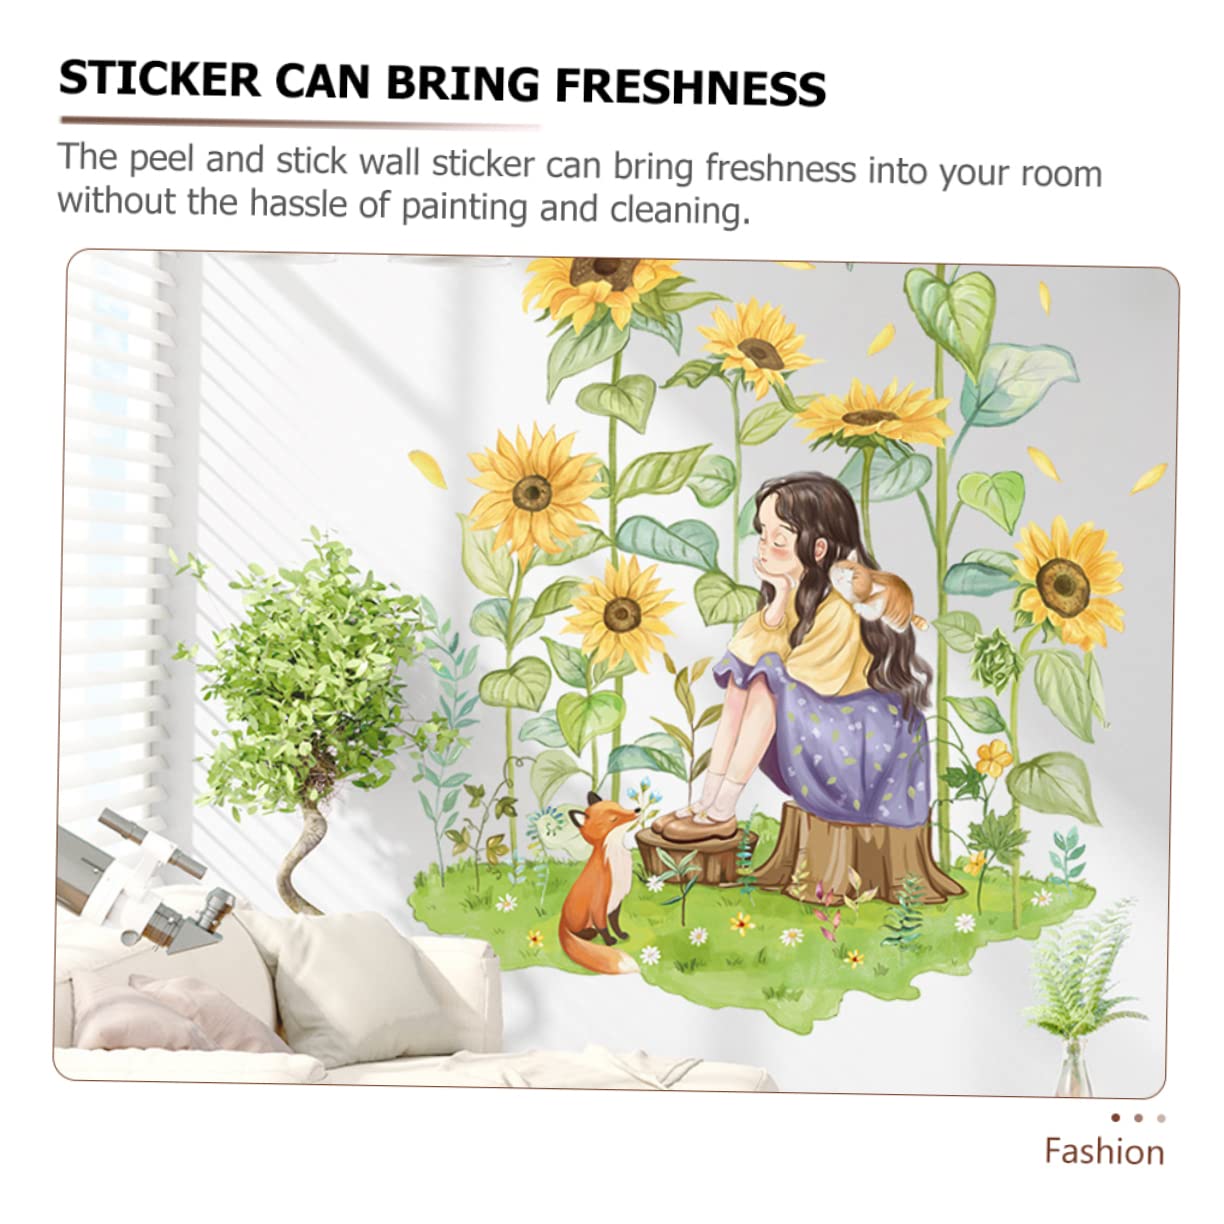 STICKER CAN BRING FRESHNESS
The peel and stick wall sticker can bring freshness into your room
without the hassle of painting and cleaning.
Fashion